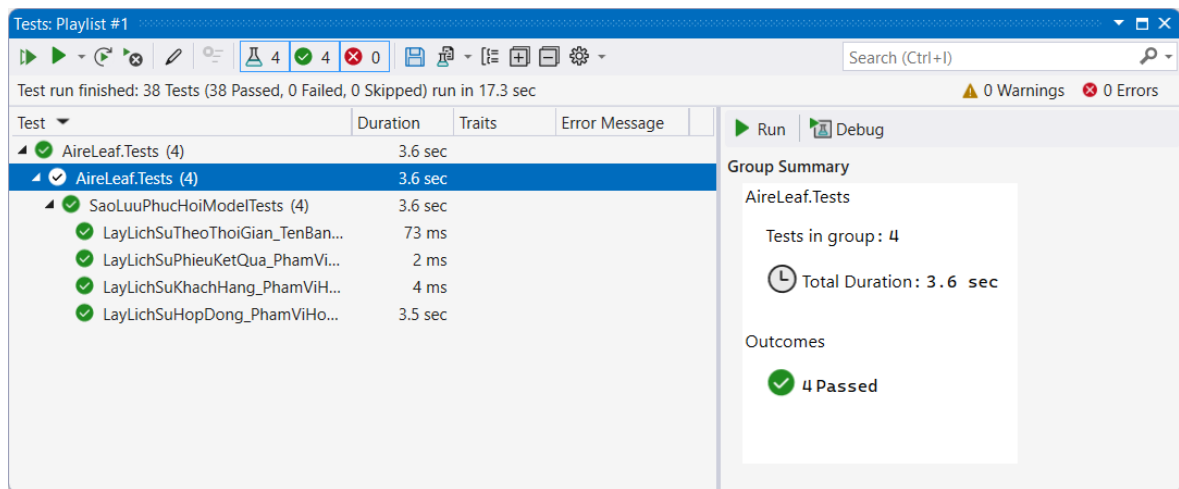 Tests: Playlist #1
4 4 0 Search (Ctrl+I)
Test run finished: 38 Tests (38 Passed, 0 Failed, 0 Skipped) run in 17.3 sec 0 Warnings 0 Errors
Test Duration Traits Error Message
AireLeaf.Tests (4) 3.6 sec
AireLeaf.Tests (4) 3.6 sec
SaoLuuPhucHoiModelTests (4) 3.6 sec
LayLichSuTheoThoiGian_TenBan... 73 ms
LayLichSuPhieuKetQua_PhamVi... 2 ms
LayLichSuKhachHang_PhamViH... 4 ms
LayLichSuHopDong_PhamViHo... 3.5 sec
Run Debug
Group Summary
AireLeaf.Tests
Tests in group: 4
Total Duration: 3.6 sec
Outcomes
4 Passed